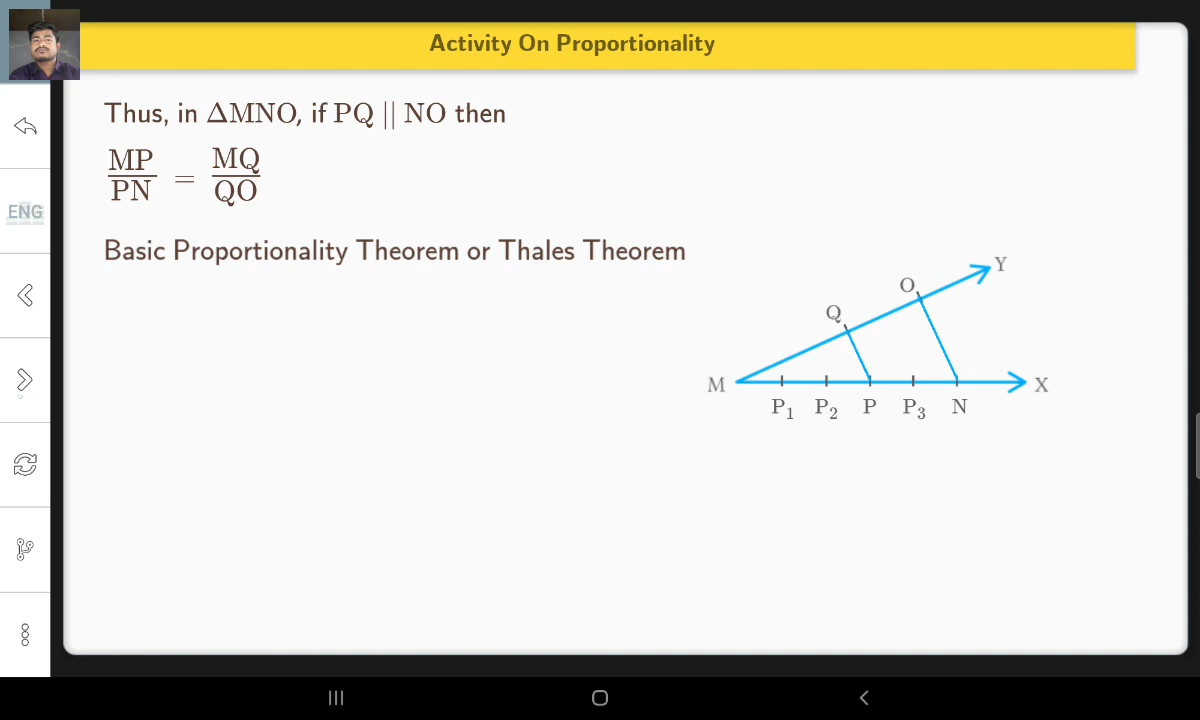 Activity On Proportionality
Thus, in ΔMNO, if PQ || NO then
MP/PN = MQ/QO
ENG
Basic Proportionality Theorem or Thales Theorem
Y
O
Q
M
X
P₁ P₂ P P₃ N